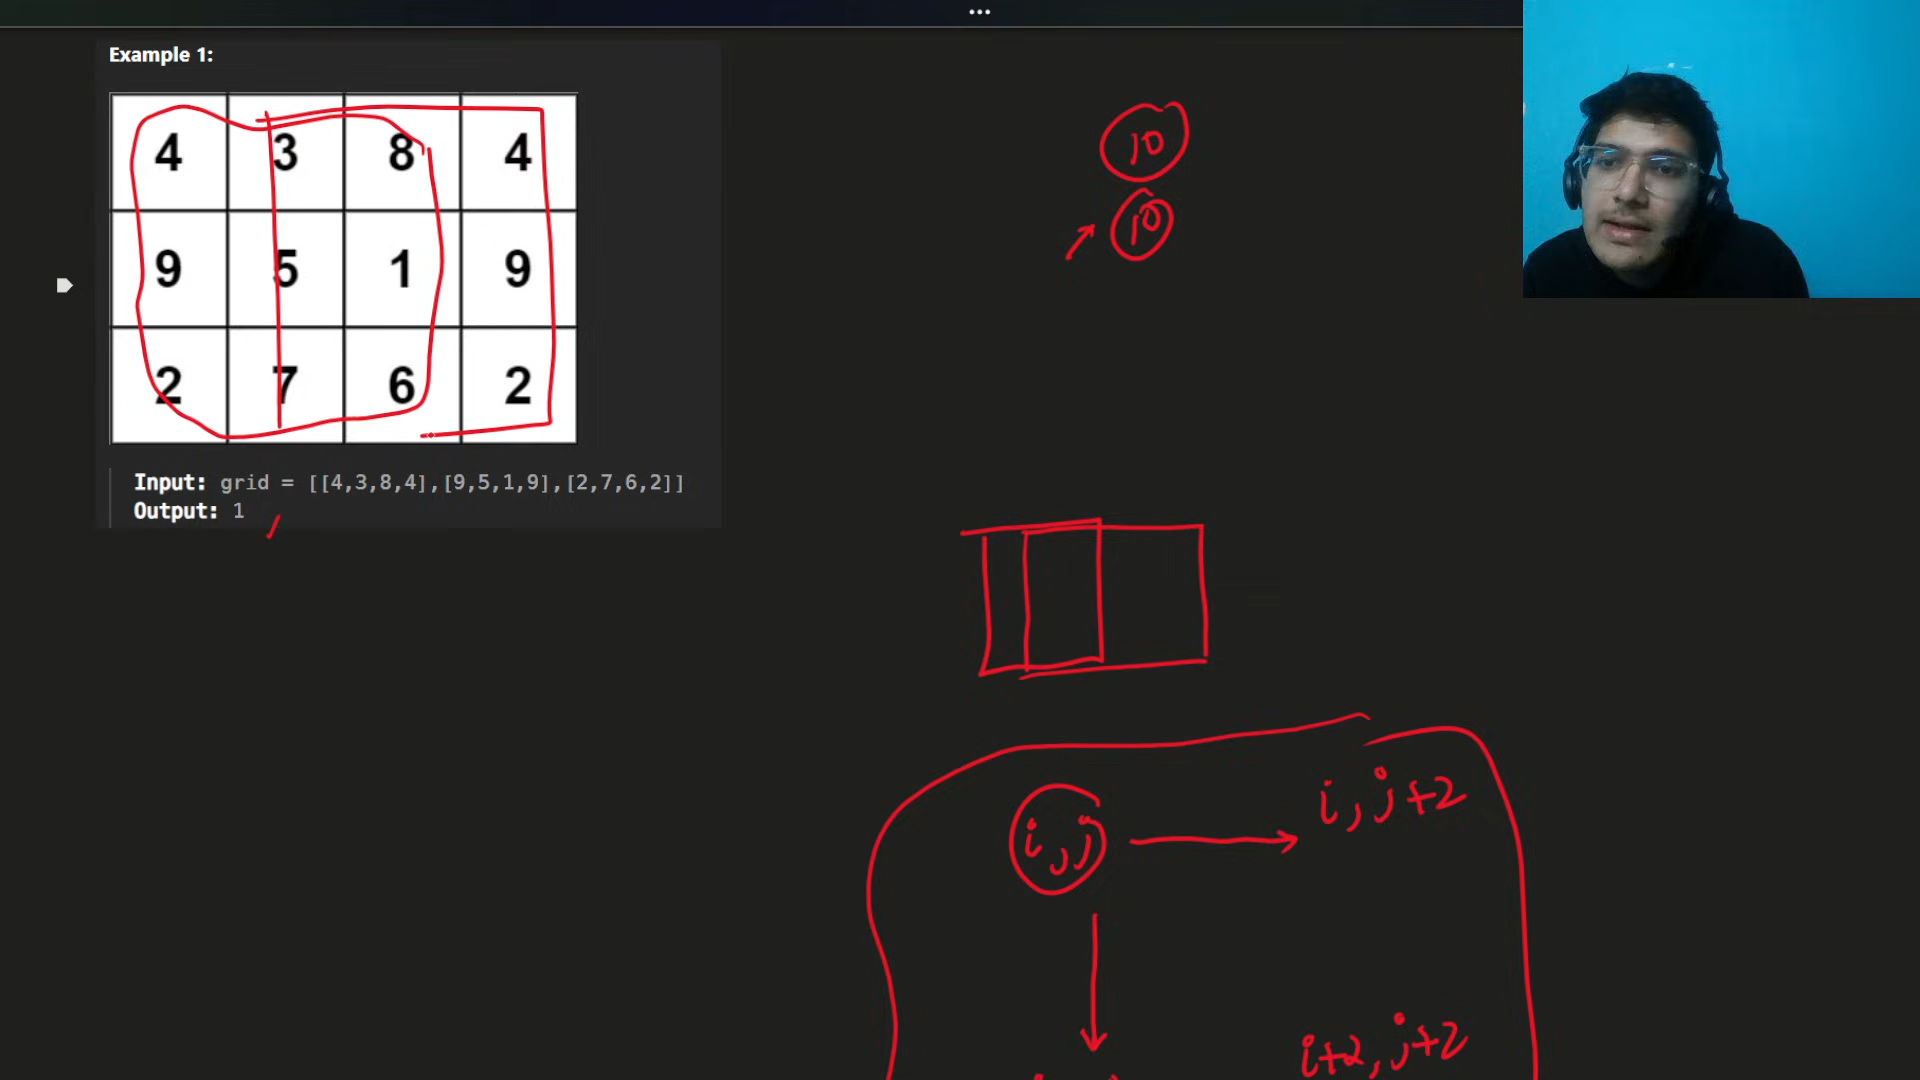 •••
Example 1:
4 3 8 4
9 5 1 9
2 7 6 2
Input: grid = [[4,3,8,4],[9,5,1,9],[2,7,6,2]]
Output: 1
10
10
i,j i,j+2
i+2,j+2